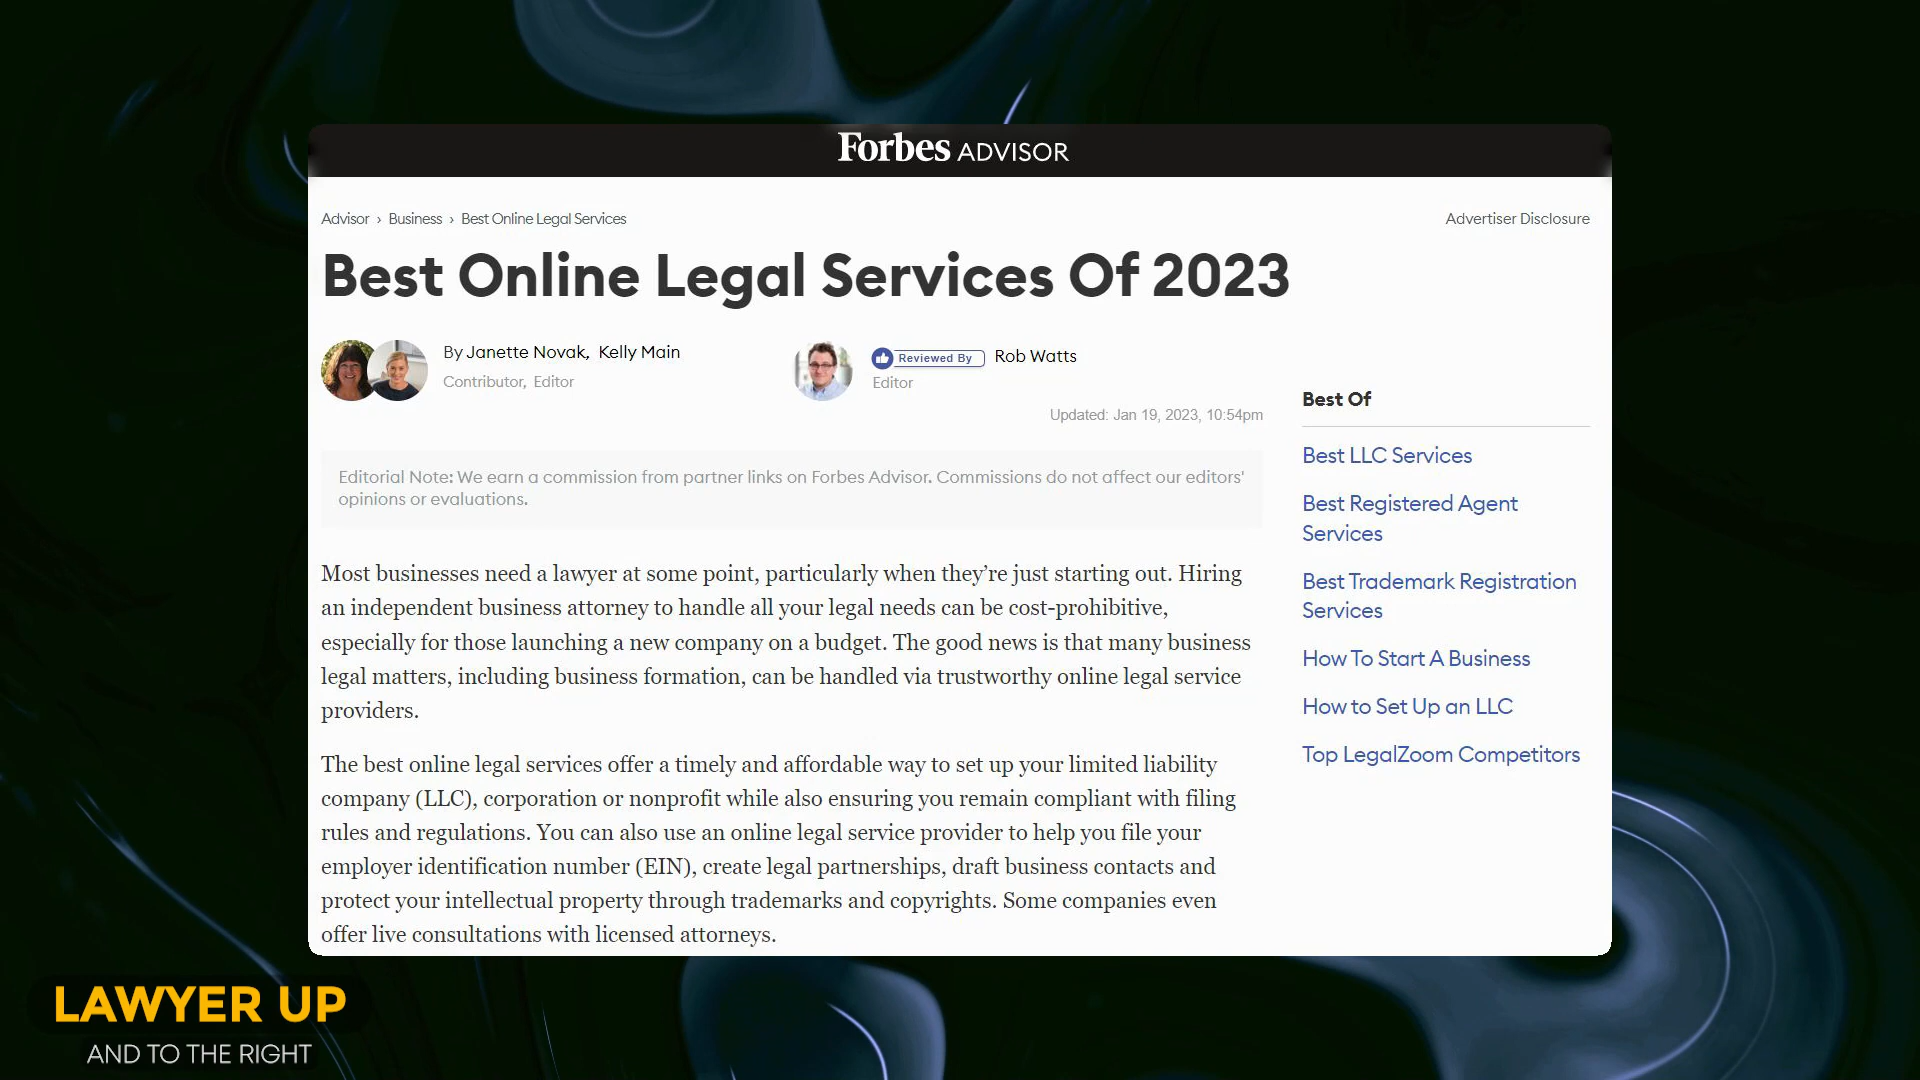 Forbes ADVISOR
Advisor › Business › Best Online Legal Services
Advertiser Disclosure
Best Online Legal Services Of 2023
By Janette Novak, Kelly Main
Contributor, Editor
Reviewed By Rob Watts
Editor
Updated: Jan 19, 2023, 10:54pm
Editorial Note: We earn a commission from partner links on Forbes Advisor. Commissions do not affect our editors'
opinions or evaluations.
Most businesses need a lawyer at some point, particularly when they’re just starting out. Hiring
an independent business attorney to handle all your legal needs can be cost-prohibitive,
especially for those launching a new company on a budget. The good news is that many business
legal matters, including business formation, can be handled via trustworthy online legal service
providers.
The best online legal services offer a timely and affordable way to set up your limited liability
company (LLC), corporation or nonprofit while also ensuring you remain compliant with filing
rules and regulations. You can also use an online legal service provider to help you file your
employer identification number (EIN), create legal partnerships, draft business contacts and
protect your intellectual property through trademarks and copyrights. Some companies even
offer live consultations with licensed attorneys.
Best Of
Best LLC Services
Best Registered Agent
Services
Best Trademark Registration
Services
How To Start A Business
How to Set Up an LLC
Top LegalZoom Competitors
LAWYER UP
AND TO THE RIGHT